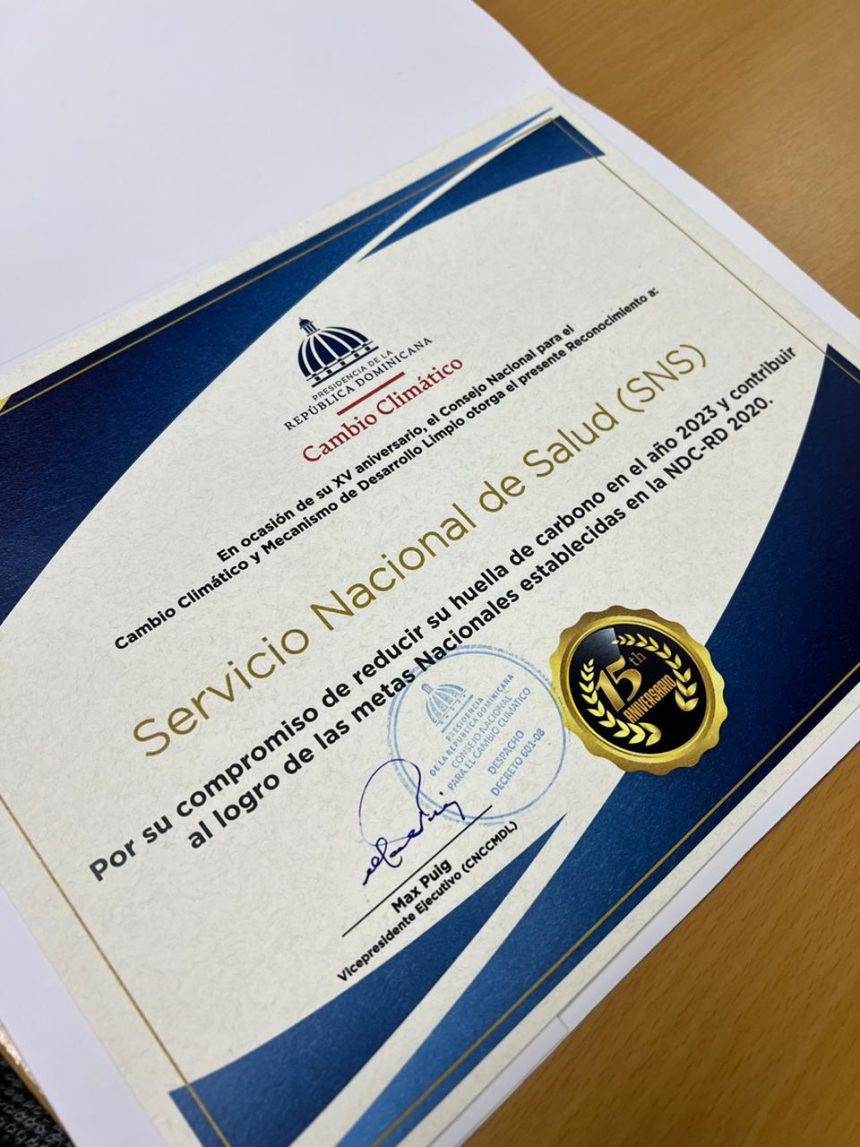 PRESIDENCIA DE LA
REPÚBLICA DOMINICANA
Cambio Climático
En ocasión de su XV aniversario, el Consejo Nacional para el
Cambio Climático y Mecanismo de Desarrollo Limpio otorga el presente Reconocimiento a:
Servicio Nacional de Salud (SNS)
Por su compromiso de reducir su huella de carbono en el año 2023 y contribuir
al logro de las metas Nacionales establecidas en la NDC-RD 2020.
PRESIDENCIA
DE LA REPÚBLICA DOMINICANA
CONSEJO NACIONAL
PARA EL CAMBIO CLIMÁTICO
DESPACHO
DECRETO 601-08
15th
ANIVERSARIO
Max Puig
Vicepresidente Ejecutivo (CNCCMDL)